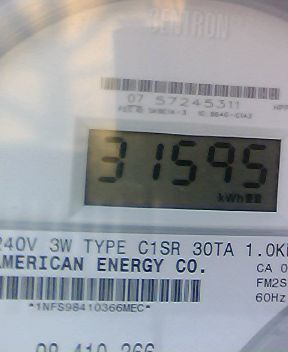 CENTRON
07 57245311
31595
kWh
240V 3W TYPE C1SR 30TA 1.0K
AMERICAN ENERGY CO.
CA 0
FM2S
60Hz
*1NFS98410366MEC*
98 410 366